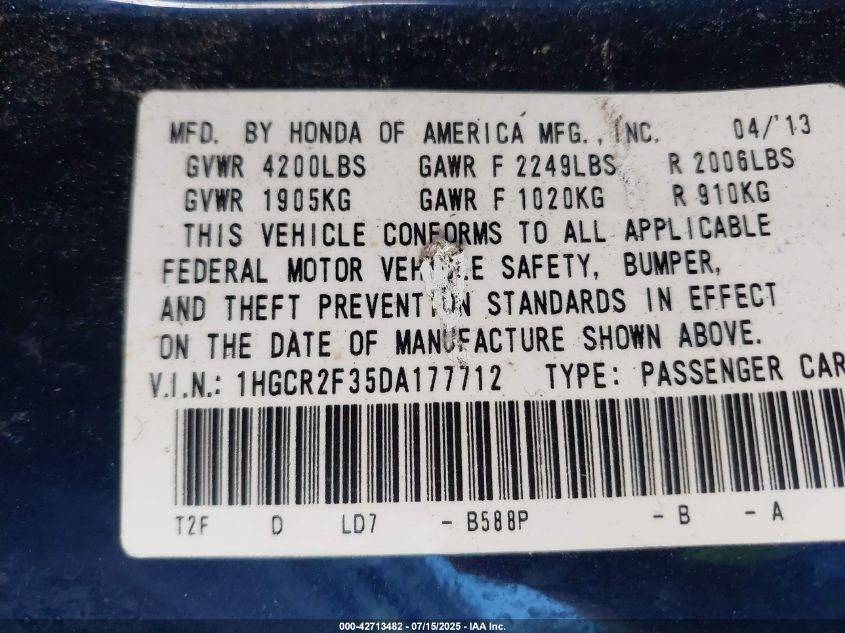 MFD. BY HONDA OF AMERICA MFG., INC. 04/'13
GVWR 4200LBS GAWR F 2249LBS R 2006LBS
GVWR 1905KG GAWR F 1020KG R 910KG
THIS VEHICLE CONFORMS TO ALL APPLICABLE
FEDERAL MOTOR VEHICLE SAFETY, BUMPER,
AND THEFT PREVENTION STANDARDS IN EFFECT
ON THE DATE OF MANUFACTURE SHOWN ABOVE.
V.I.N.: 1HGCR2F35DA177712 TYPE: PASSENGER CAR
T2F D LD7 - B588P - B - A
000-42713482 - 07/15/2025 - IAA Inc.